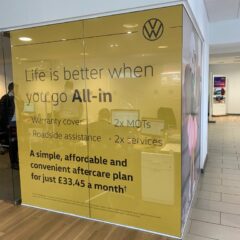 Life is better when
you go All-in
· Warranty cover · 2x MOTs
· Roadside assistance · 2x services
A simple, affordable and
convenient aftercare plan
for just £33.45 a month†